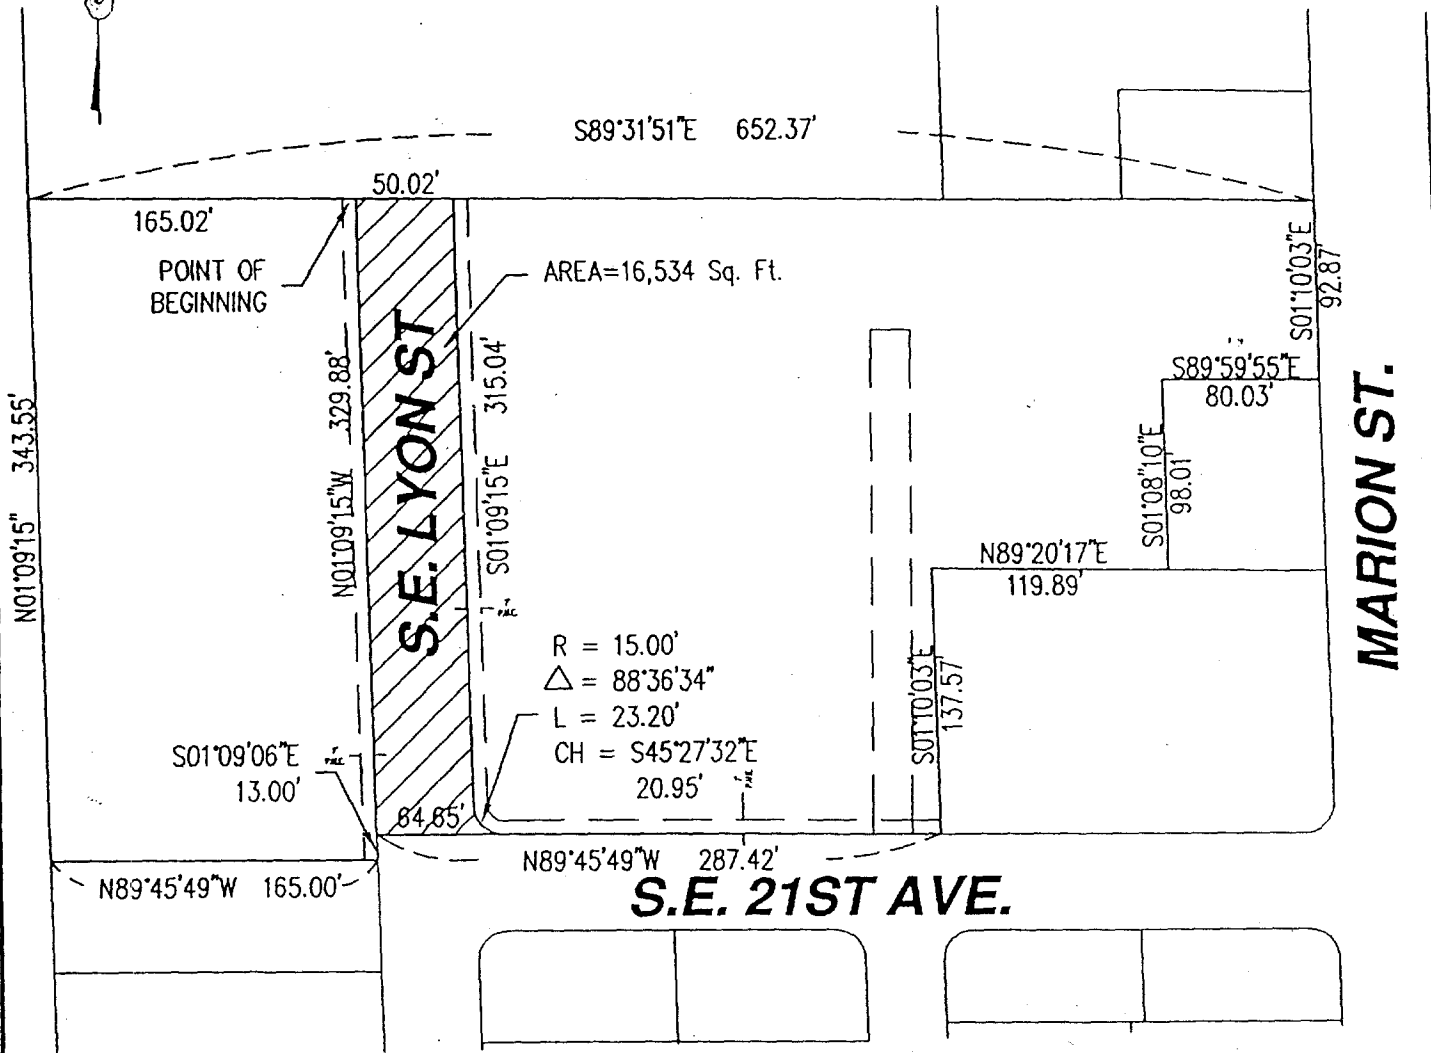 S89°31'51"E 652.37'
50.02'
165.02'
POINT OF
BEGINNING
AREA=16,534 Sq. Ft.
S01°10'03"E
92.87'
S.E. LYON ST
329.88'
N01°09'15"W
315.04'
S01°09'15"E
N01°09'15" 343.55'
S89°59'55"E
80.03'
MARION ST.
S01°08'10"E
98.01'
N89°20'17"E
119.89'
R = 15.00'
△ = 88°36'34"
L = 23.20'
CH = S45°27'32"E
20.95'
S01°10'03"E
137.57'
S01°09'06"E
13.00'
64.65'
N89°45'49"W 287.42'
N89°45'49"W 165.00'
S.E. 21ST AVE.